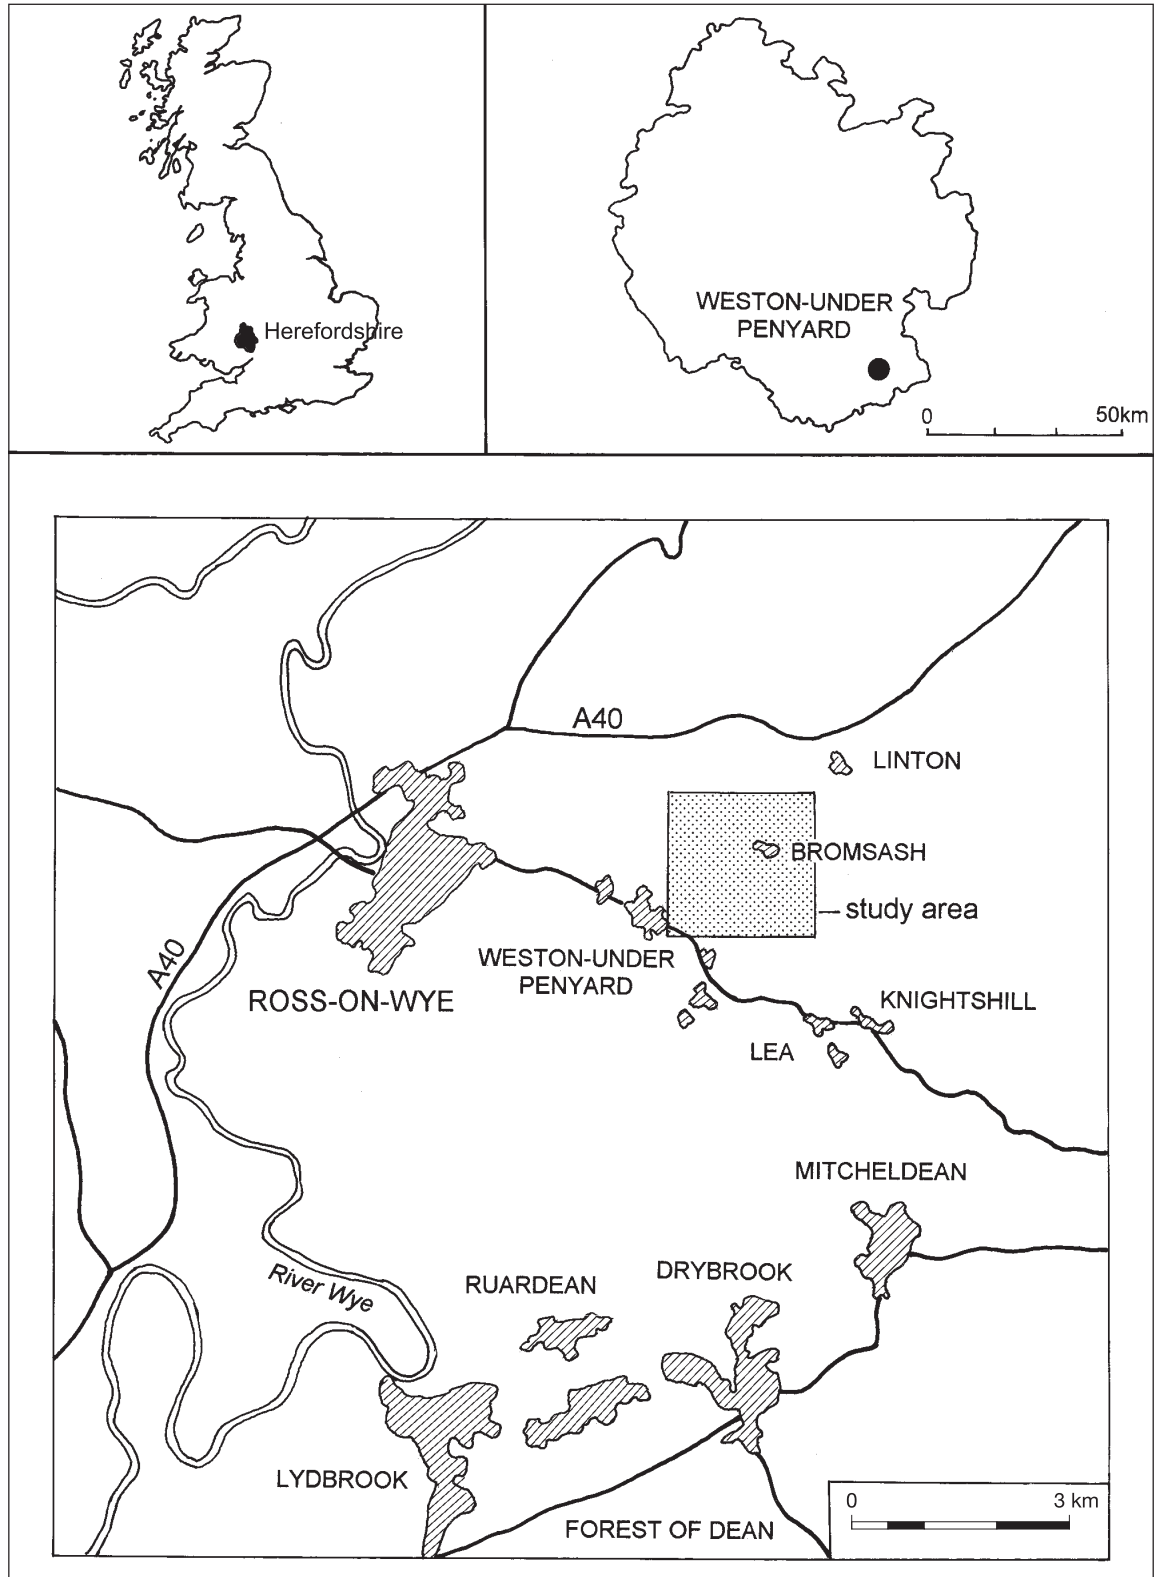 Herefordshire
WESTON-UNDER
PENYARD
0 50km
A40
LINTON
BROMSASH
study area
A40
WESTON-UNDER
PENYARD
ROSS-ON-WYE
KNIGHTSHILL
LEA
MITCHELDEAN
River Wye
RUARDEAN
DRYBROOK
LYDBROOK
FOREST OF DEAN
0 3 km